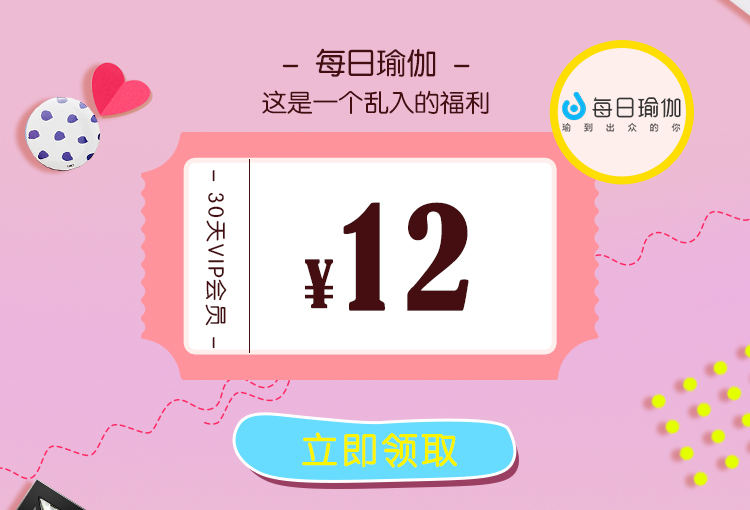 – 每日瑜伽 –
这是一个乱入的福利
每日瑜伽
瑜到出众的你
– 30天VIP会员 –
¥12
立即领取